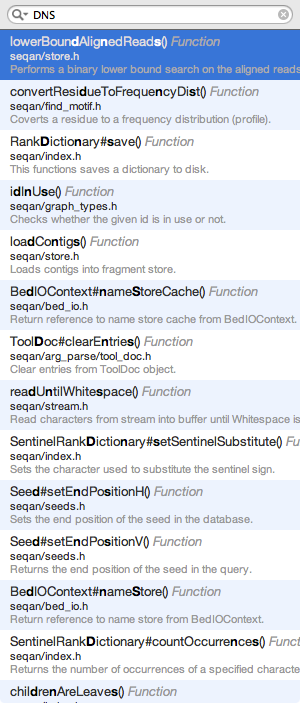 DNS
lowerBoundAlignedReads() Function
seqan/store.h
Performs a binary lower bound search on the aligned reads
convertResidueToFrequencyDist() Function
seqan/find_motif.h
Coverts a residue to a frequency distribution (profile).
RankDictionary#save() Function
seqan/index.h
This functions saves a dictionary to disk.
idInUse() Function
seqan/graph_types.h
Checks whether the given id is in use or not.
loadContigs() Function
seqan/store.h
Loads contigs into fragment store.
BedIOContext#nameStoreCache() Function
seqan/bed_io.h
Return reference to name store cache from BedIOContext.
ToolDoc#clearEntries() Function
seqan/arg_parse/tool_doc.h
Clear entries from ToolDoc object.
readUntilWhitespace() Function
seqan/stream.h
Read characters from stream into buffer until Whitespace is
SentinelRankDictionary#setSentinelSubstitute() Fu
seqan/index.h
Sets the character used to substitute the sentinel sign.
Seed#setEndPositionH() Function
seqan/seeds.h
Sets the end position of the seed in the database.
Seed#setEndPositionV() Function
seqan/seeds.h
Returns the end position of the seed in the query.
BedIOContext#nameStore() Function
seqan/bed_io.h
Return reference to name store from BedIOContext.
SentinelRankDictionary#countOccurrences() Functi
seqan/index.h
Returns the number of occurrences of a specified characte
childrenAreLeaves() Function